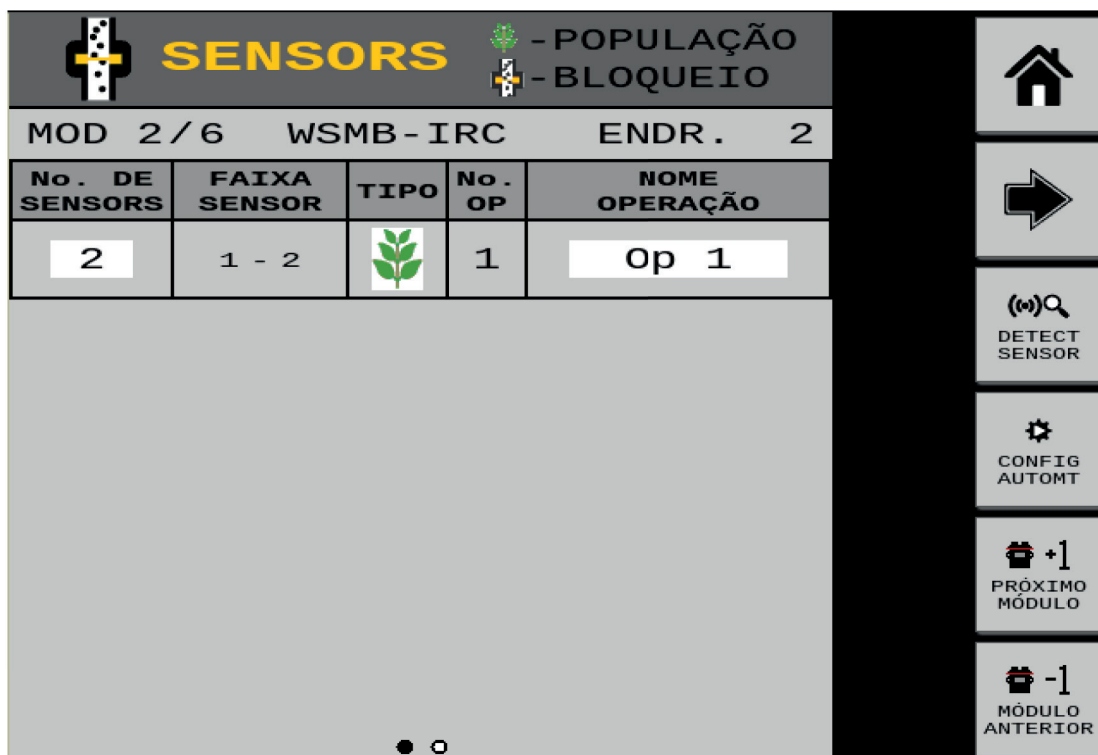 SENSORS
-POPULAÇÃO
-BLOQUEIO
MOD 2/6 WSMB-IRC ENDR. 2
No. DE SENSORS
FAIXA SENSOR
TIPO
No. OP
NOME OPERAÇÃO
2 1 - 2 1 Op 1
DETECT
SENSOR
CONFIG
AUTOMT
+1
PRÓXIMO
MÓDULO
-1
MÓDULO
ANTERIOR